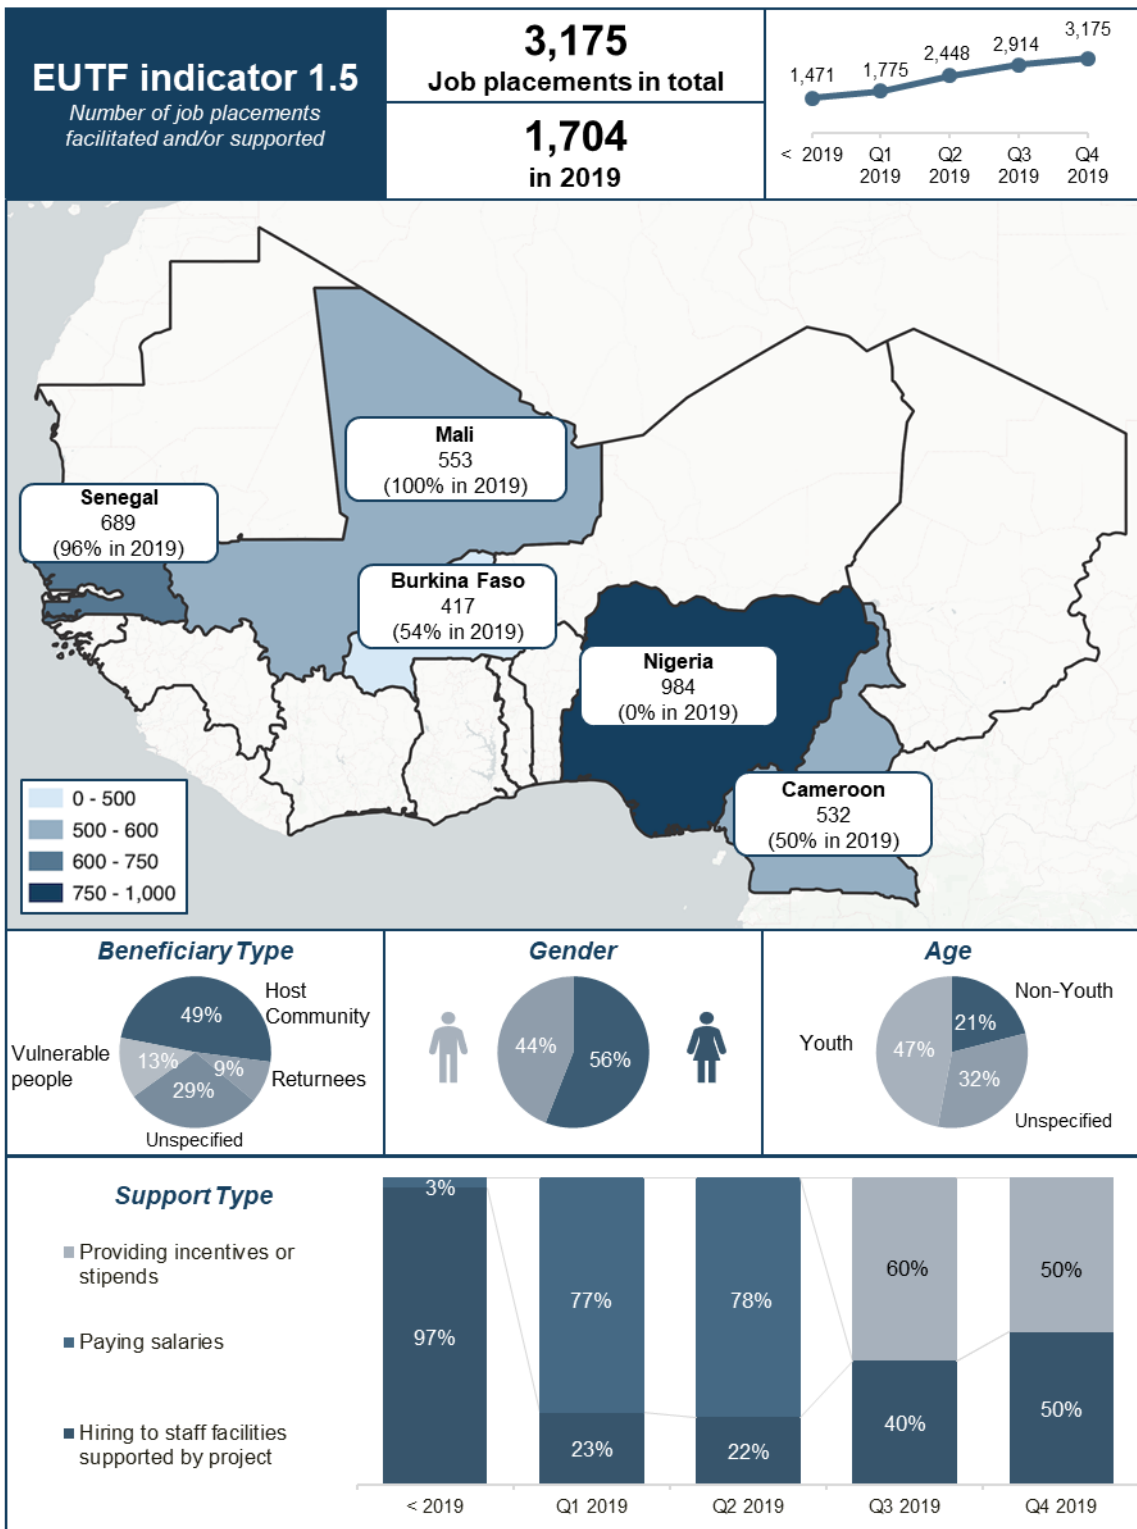 EUTF indicator 1.5
Number of job placements
facilitated and/or supported
3,175
Job placements in total
1,704
in 2019
1,471
1,775
2,448
2,914
3,175
< 2019
Q1
2019
Q2
2019
Q3
2019
Q4
2019
Mali
553
(100% in 2019)
Senegal
689
(96% in 2019)
Burkina Faso
417
(54% in 2019)
Nigeria
984
(0% in 2019)
Cameroon
532
(50% in 2019)
0 - 500
500 - 600
600 - 750
750 - 1,000
Beneficiary Type
49%
Host
Community
Vulnerable
people
13%
9%
Returnees
29%
Unspecified
Gender
44%
56%
Age
Non-Youth
21%
Youth
47%
32%
Unspecified
Support Type
Providing incentives or
stipends
Paying salaries
Hiring to staff facilities
supported by project
3%
97%
77%
23%
78%
22%
60%
40%
50%
50%
< 2019
Q1 2019
Q2 2019
Q3 2019
Q4 2019